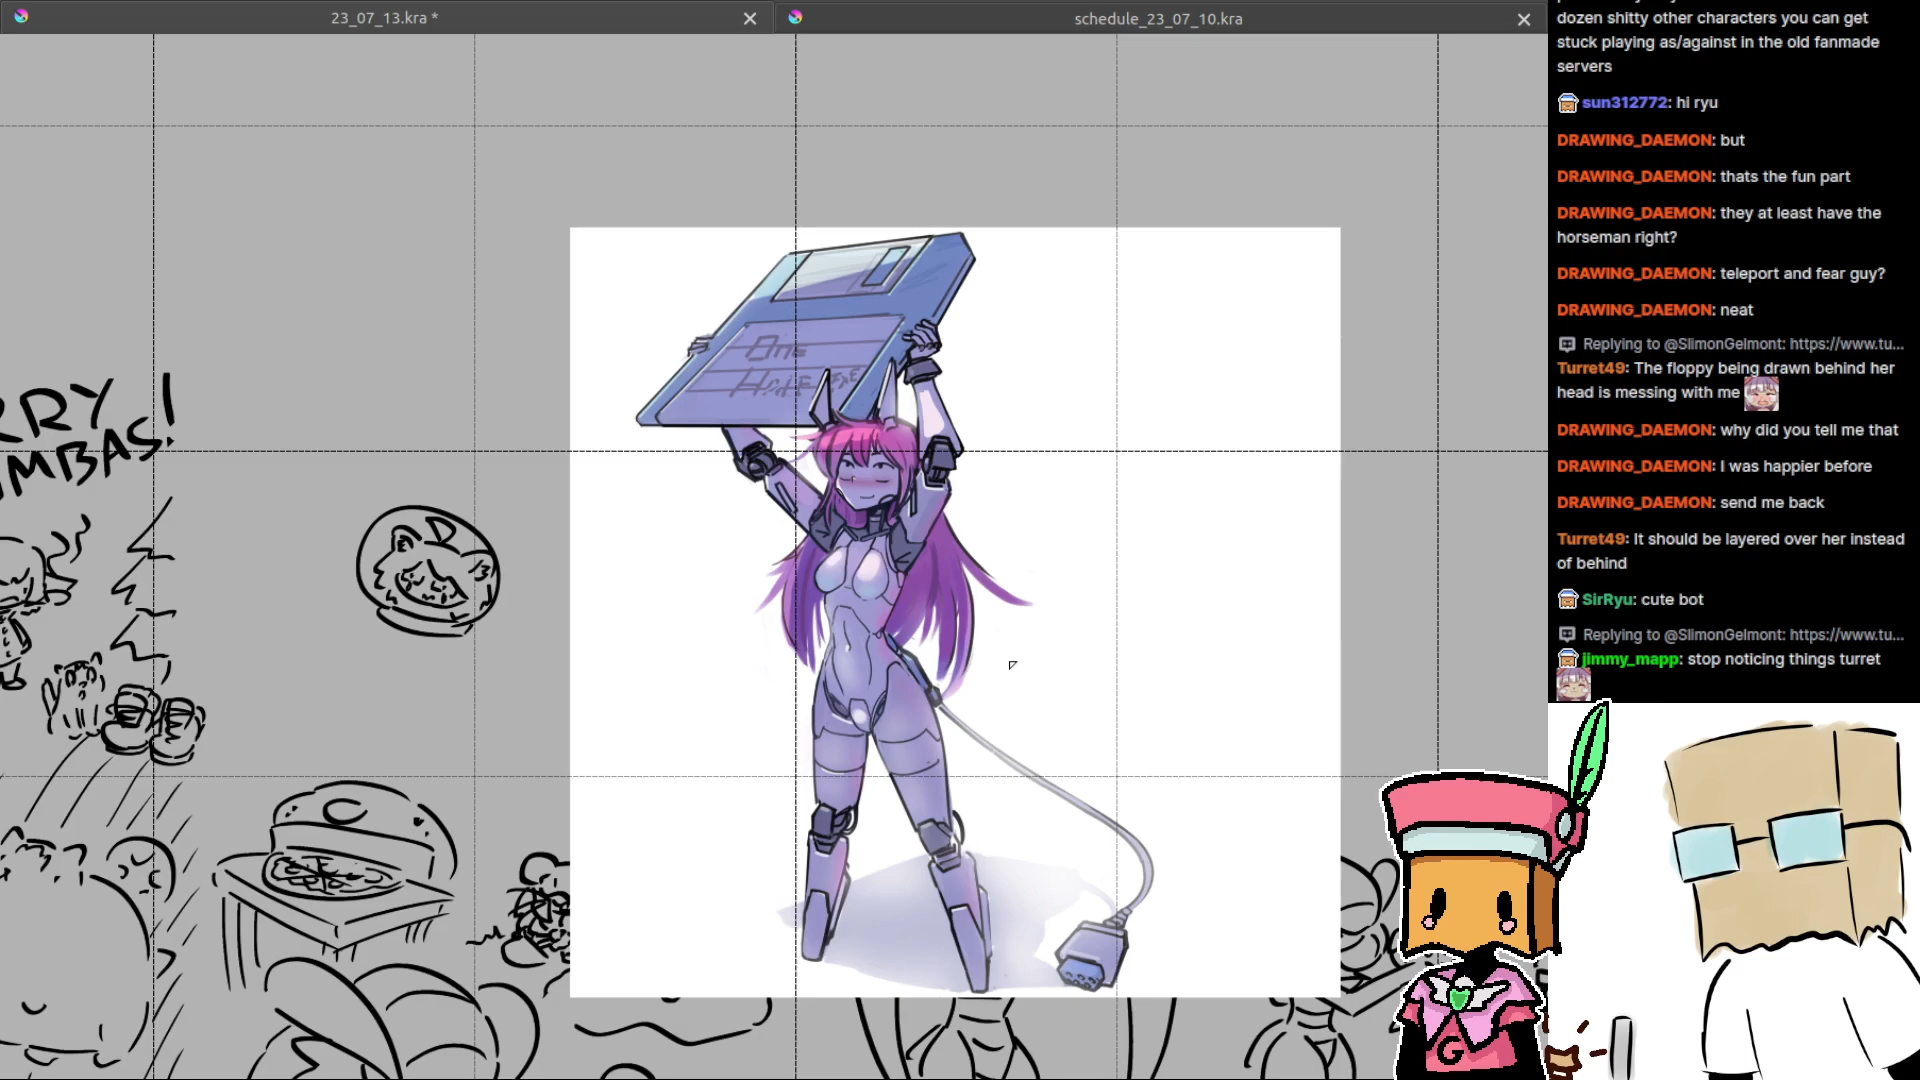 23_07_13.kra *
schedule_23_07_10.kra
dozen shitty other characters you can get
stuck playing as/against in the old fanmade
servers
sun312772: hi ryu
DRAWING_DAEMON: but
DRAWING_DAEMON: thats the fun part
DRAWING_DAEMON: they at least have the
horseman right?
DRAWING_DAEMON: teleport and fear guy?
DRAWING_DAEMON: neat
Replying to @SlimonGelmont: https://www.tu...
Turret49: The floppy being drawn behind her
head is messing with me
DRAWING_DAEMON: why did you tell me that
DRAWING_DAEMON: I was happier before
DRAWING_DAEMON: send me back
Turret49: It should be layered over her instead
of behind
SirRyu: cute bot
Replying to @SlimonGelmont: https://www.tu...
jimmy_mapp: stop noticing things turret
One
RRY
MBAS!
D
G